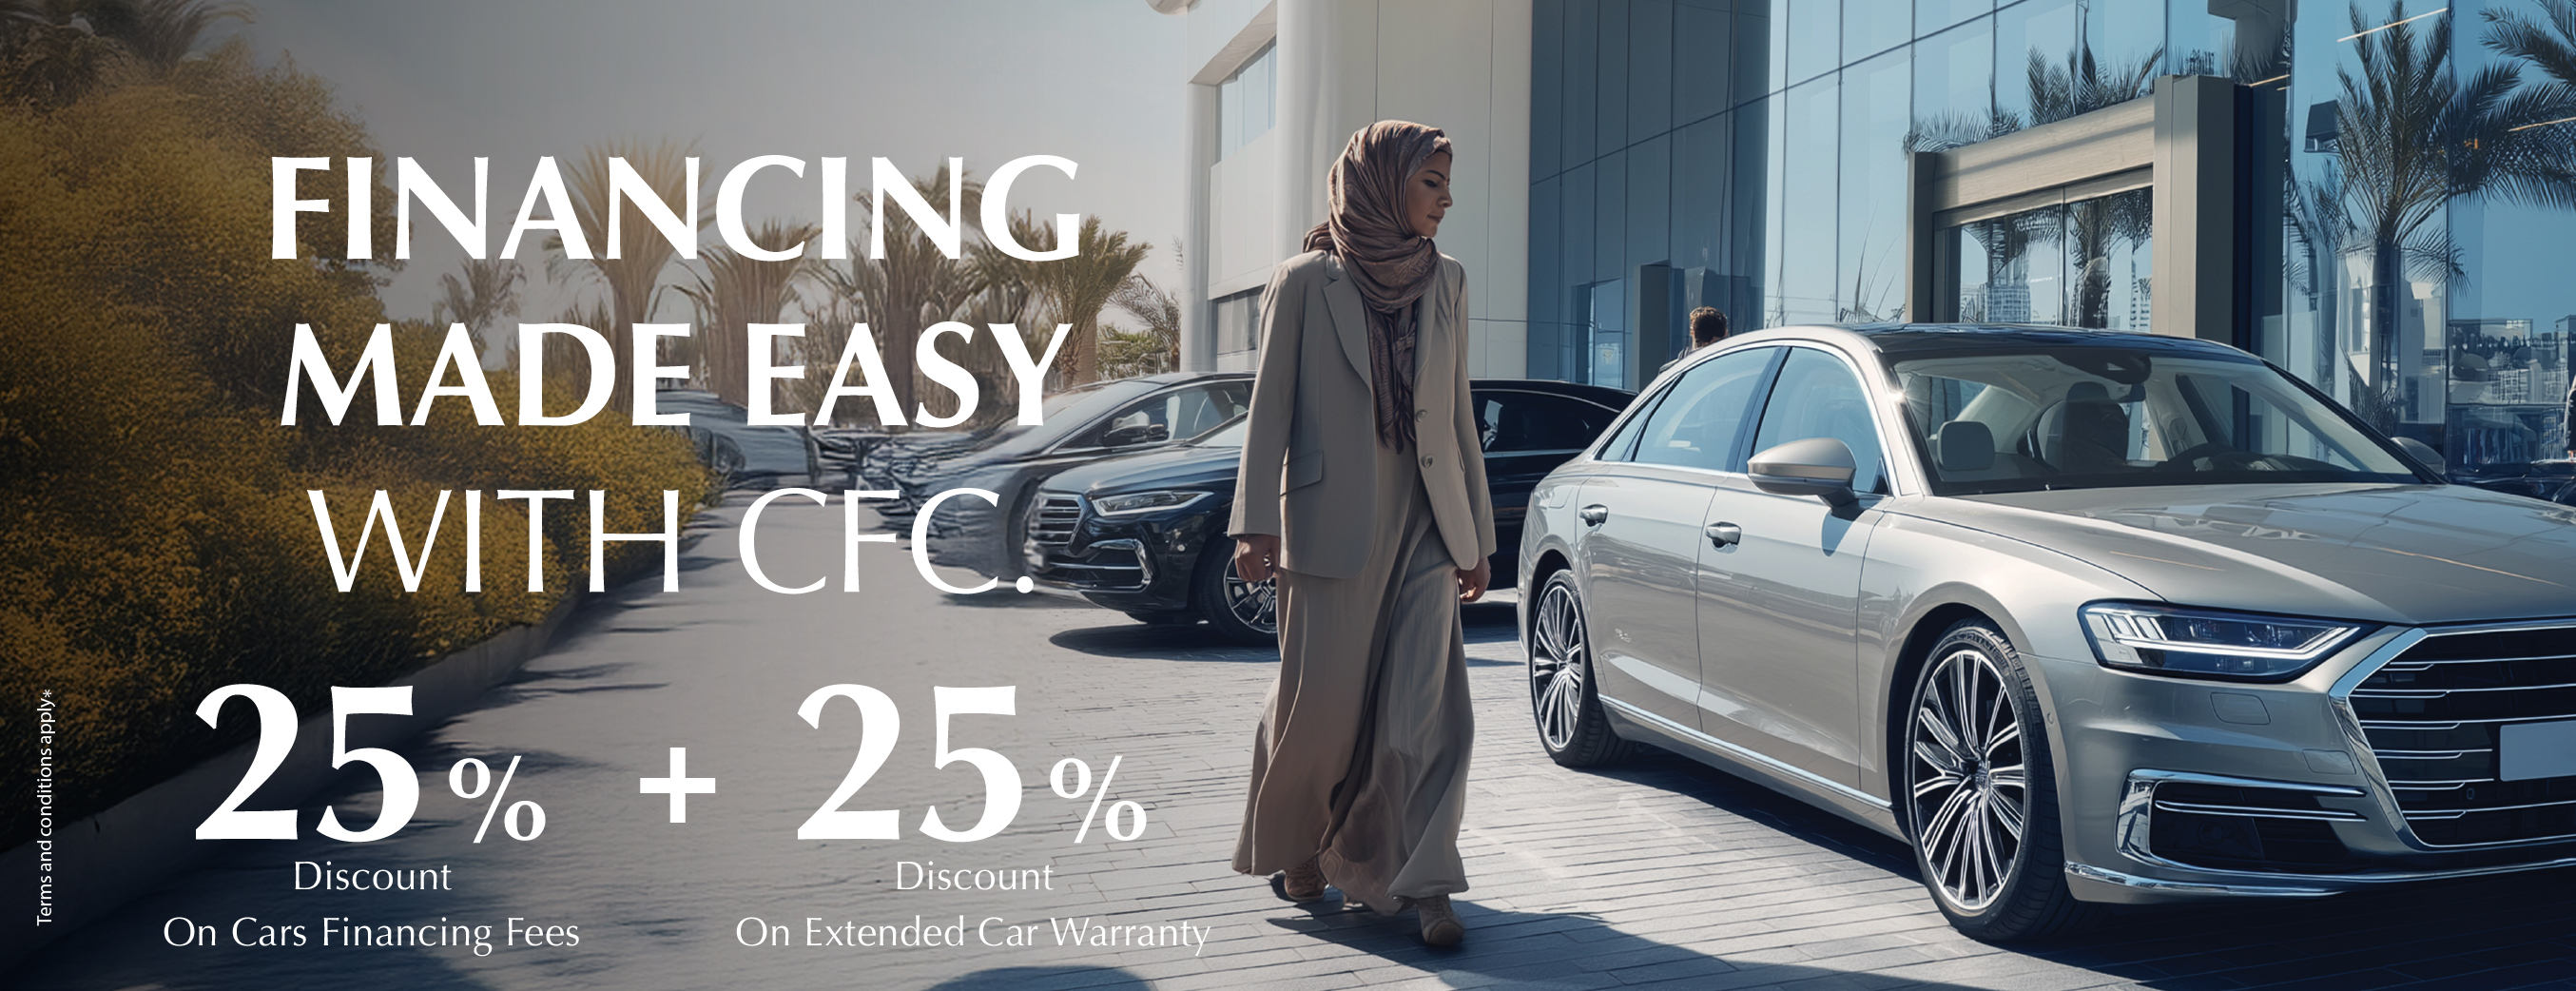 FINANCING
MADE EASY
WITH CFC.
25% + 25%
Discount
On Cars Financing Fees
Discount
On Extended Car Warranty
Terms and conditions apply*